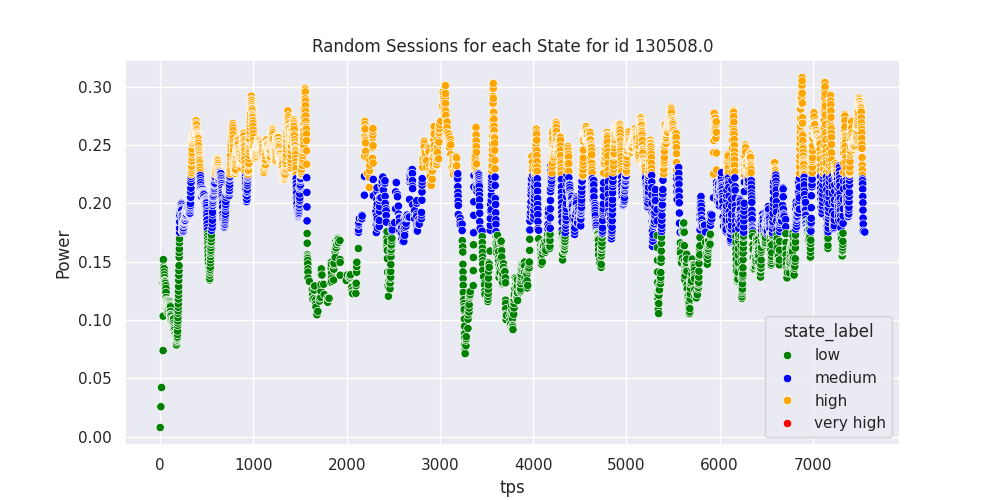 Random Sessions for each State for id 130508.0
Power
0.30
0.25
0.20
0.15
0.10
0.05
0.00
state_label
low
medium
high
very high
0 1000 2000 3000 4000 5000 6000 7000
tps